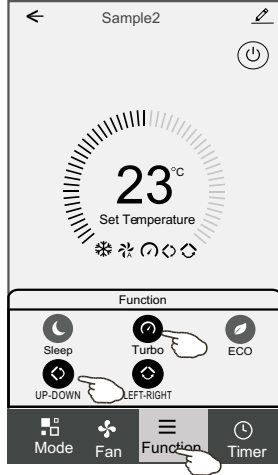 Sample2
23°C
Set Temperature
A
Function
Sleep Turbo ECO
UP-DOWN LEFT-RIGHT
Mode Fan Function Timer